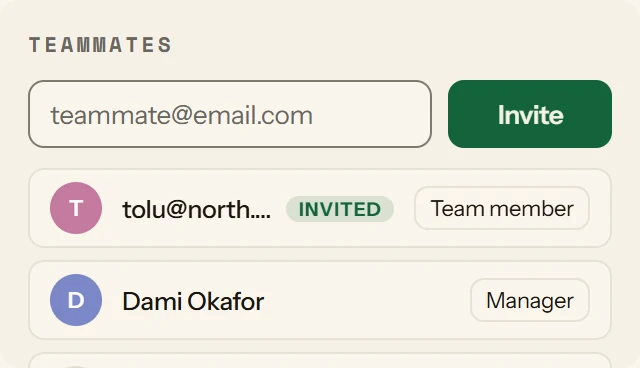 TEAMMATES
teammate@email.com Invite
T tolu@north.... INVITED Team member
D Dami Okafor Manager